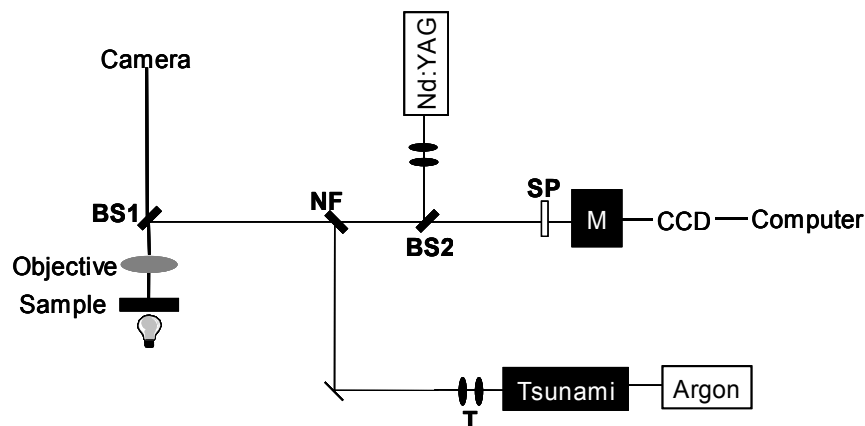 Camera
Nd:YAG
BS1
NF
SP
BS2
M
CCD
Computer
Objective
Sample
Tsunami
Argon
T